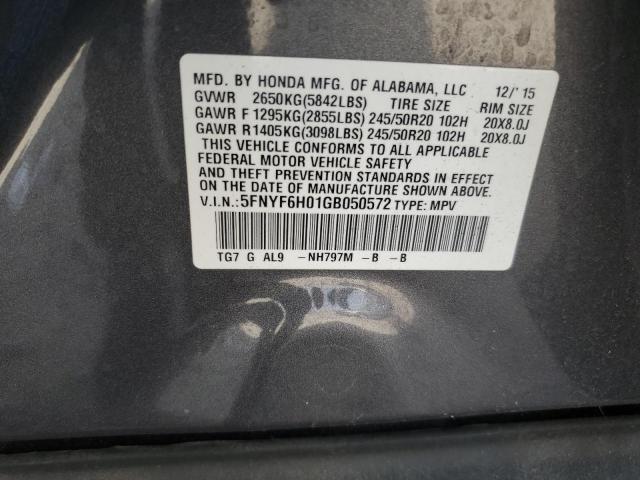 MFD. BY HONDA MFG. OF ALABAMA, LLC 12/'15
GVWR 2650KG(5842LBS) TIRE SIZE RIM SIZE
GAWR F 1295KG(2855LBS) 245/50R20 102H 20X8.0J
GAWR R 1405KG(3098LBS) 245/50R20 102H 20X8.0J
THIS VEHICLE CONFORMS TO ALL APPLICABLE
FEDERAL MOTOR VEHICLE SAFETY
AND THEFT PREVENTION STANDARDS IN EFFECT
ON THE DATE OF MANUFACTURE SHOWN ABOVE.
V.I.N.:5FNYF6H01GB050572 TYPE: MPV
TG7 G AL9 -NH797M -B -B